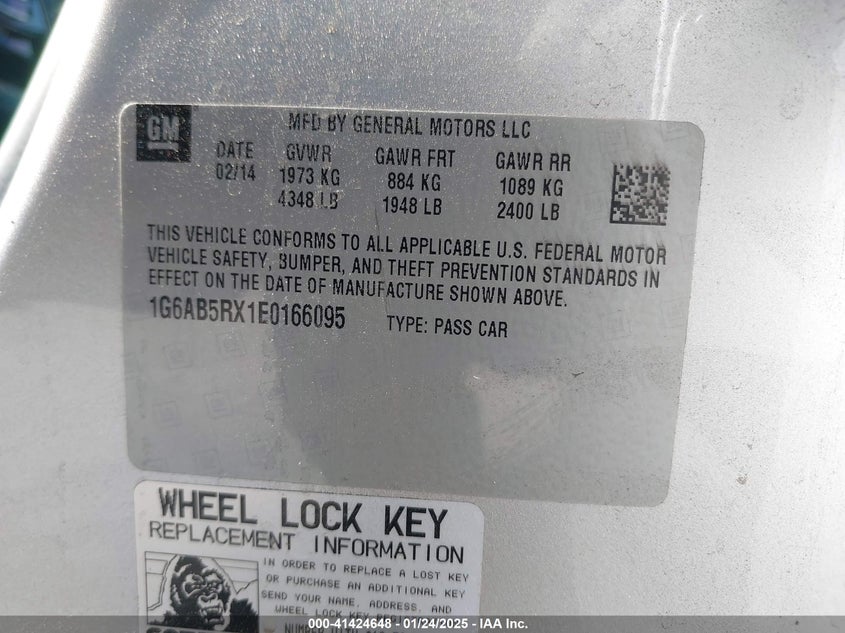 GM
MFD BY GENERAL MOTORS LLC
DATE GVWR GAWR FRT GAWR RR
02/14 1973 KG 884 KG 1089 KG
4348 LB 1948 LB 2400 LB
THIS VEHICLE CONFORMS TO ALL APPLICABLE U.S. FEDERAL MOTOR
VEHICLE SAFETY, BUMPER, AND THEFT PREVENTION STANDARDS IN
EFFECT ON THE DATE OF MANUFACTURE SHOWN ABOVE.
1G6AB5RX1E0166095 TYPE: PASS CAR
WHEEL LOCK KEY
REPLACEMENT INFORMATION
IN ORDER TO REPLACE A LOST KEY
OR PURCHASE AN ADDITIONAL KEY
SEND YOUR NAME, ADDRESS, AND
WHEEL LOCK KEY
000-41424648 - 01/24/2025 - IAA Inc.